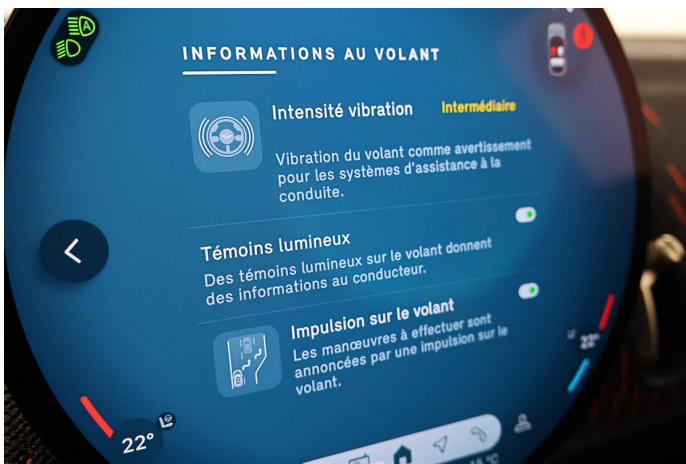 A
INFORMATIONS AU VOLANT
Intensité vibration Intermédiaire
Vibration du volant comme avertissement
pour les systèmes d'assistance à la
conduite.
Témoins lumineux
Des témoins lumineux sur le volant donnent
des informations au conducteur.
Impulsion sur le volant
Les manœuvres à effectuer sont
annoncées par une impulsion sur le
volant.
22°
22°